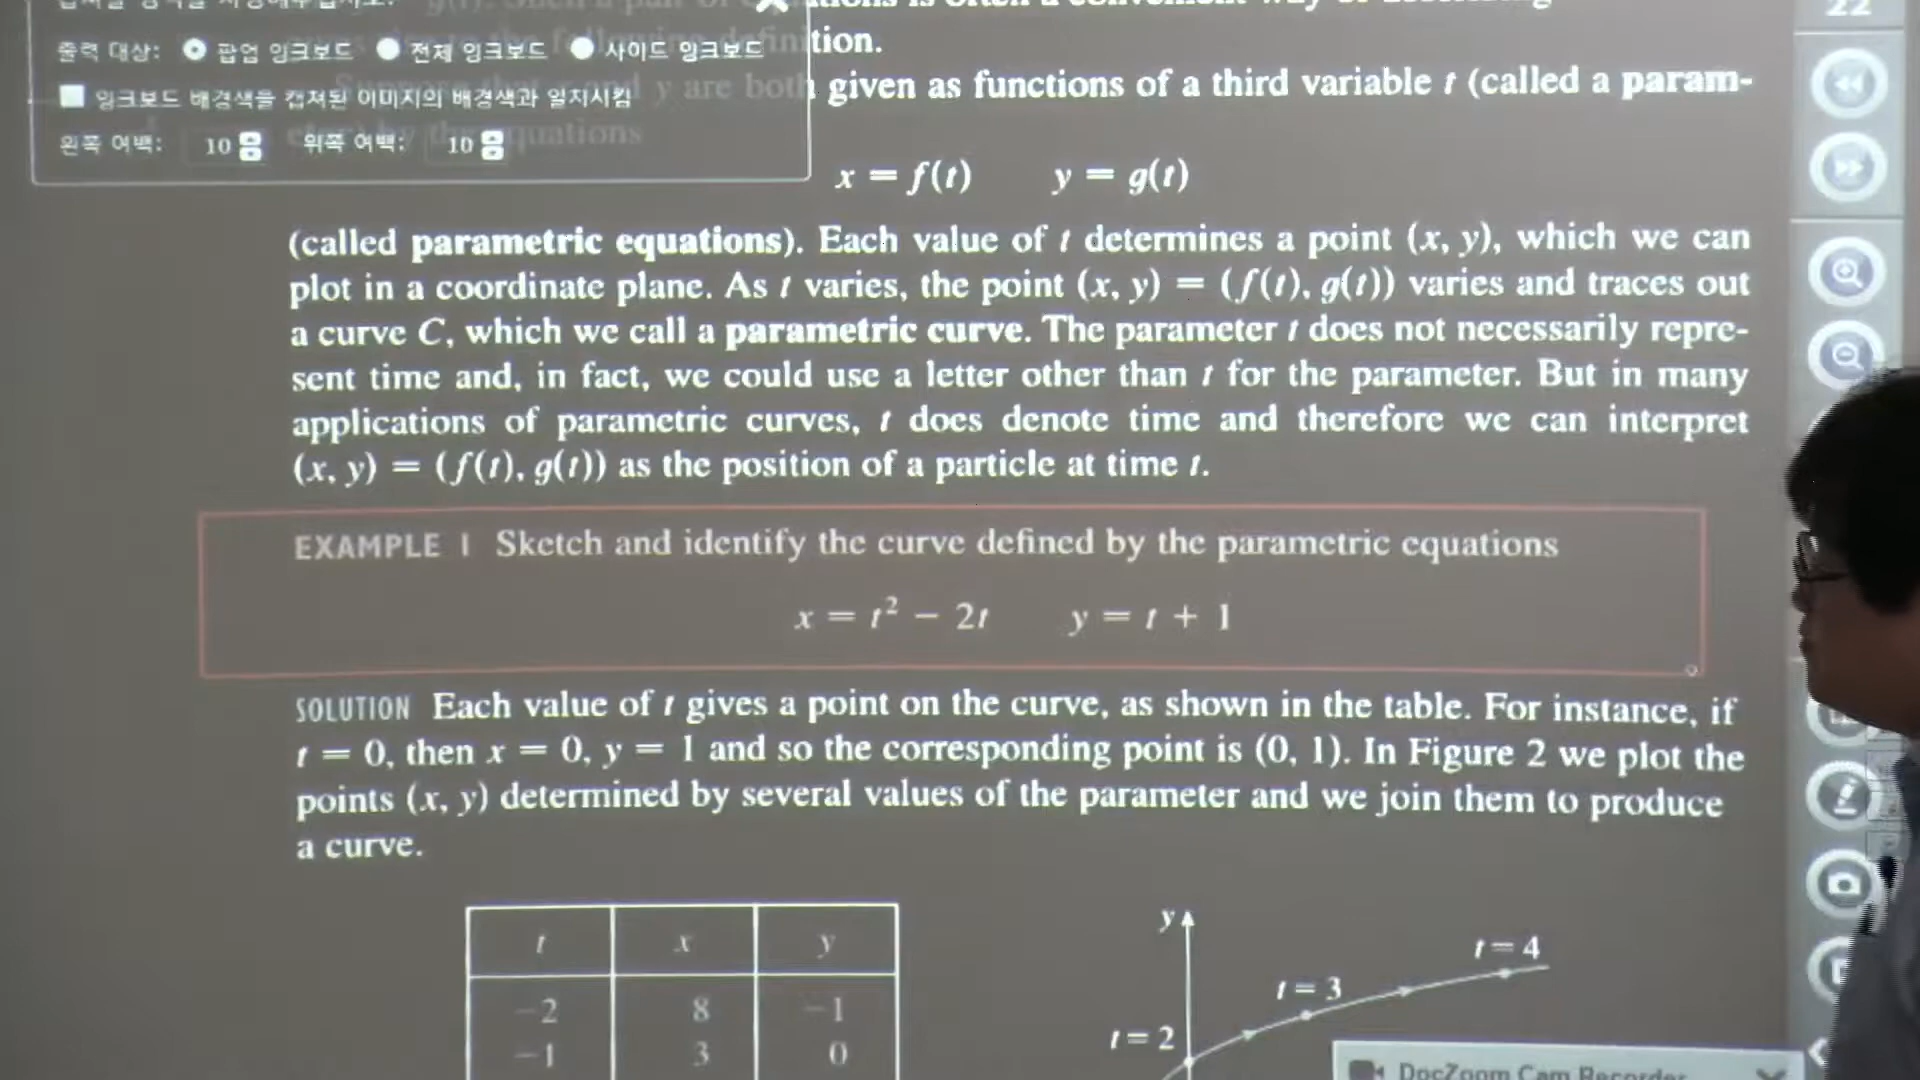 출력 대상: 팝업 잉크보드 전체 잉크보드 사이드 잉크보드
tion.
잉크보드 배경색을 캡쳐된 이미지의 배경색과 일치시킴
y are both given as functions of a third variable t (called a param-
왼쪽 여백: 10 위쪽 여백: 10
equations
x = f(t) y = g(t)
(called parametric equations). Each value of t determines a point (x, y), which we can
plot in a coordinate plane. As t varies, the point (x, y) = (f(t), g(t)) varies and traces out
a curve C, which we call a parametric curve. The parameter t does not necessarily repre-
sent time and, in fact, we could use a letter other than t for the parameter. But in many
applications of parametric curves, t does denote time and therefore we can interpret
(x, y) = (f(t), g(t)) as the position of a particle at time t.
EXAMPLE 1 Sketch and identify the curve defined by the parametric equations
x = t² − 2t y = t + 1
SOLUTION Each value of t gives a point on the curve, as shown in the table. For instance, if
t = 0, then x = 0, y = 1 and so the corresponding point is (0, 1). In Figure 2 we plot the
points (x, y) determined by several values of the parameter and we join them to produce
a curve.
t x y
−2 8 −1
−1 3 0
y
t = 4
t = 3
t = 2
DocZoom Cam Recorder
22